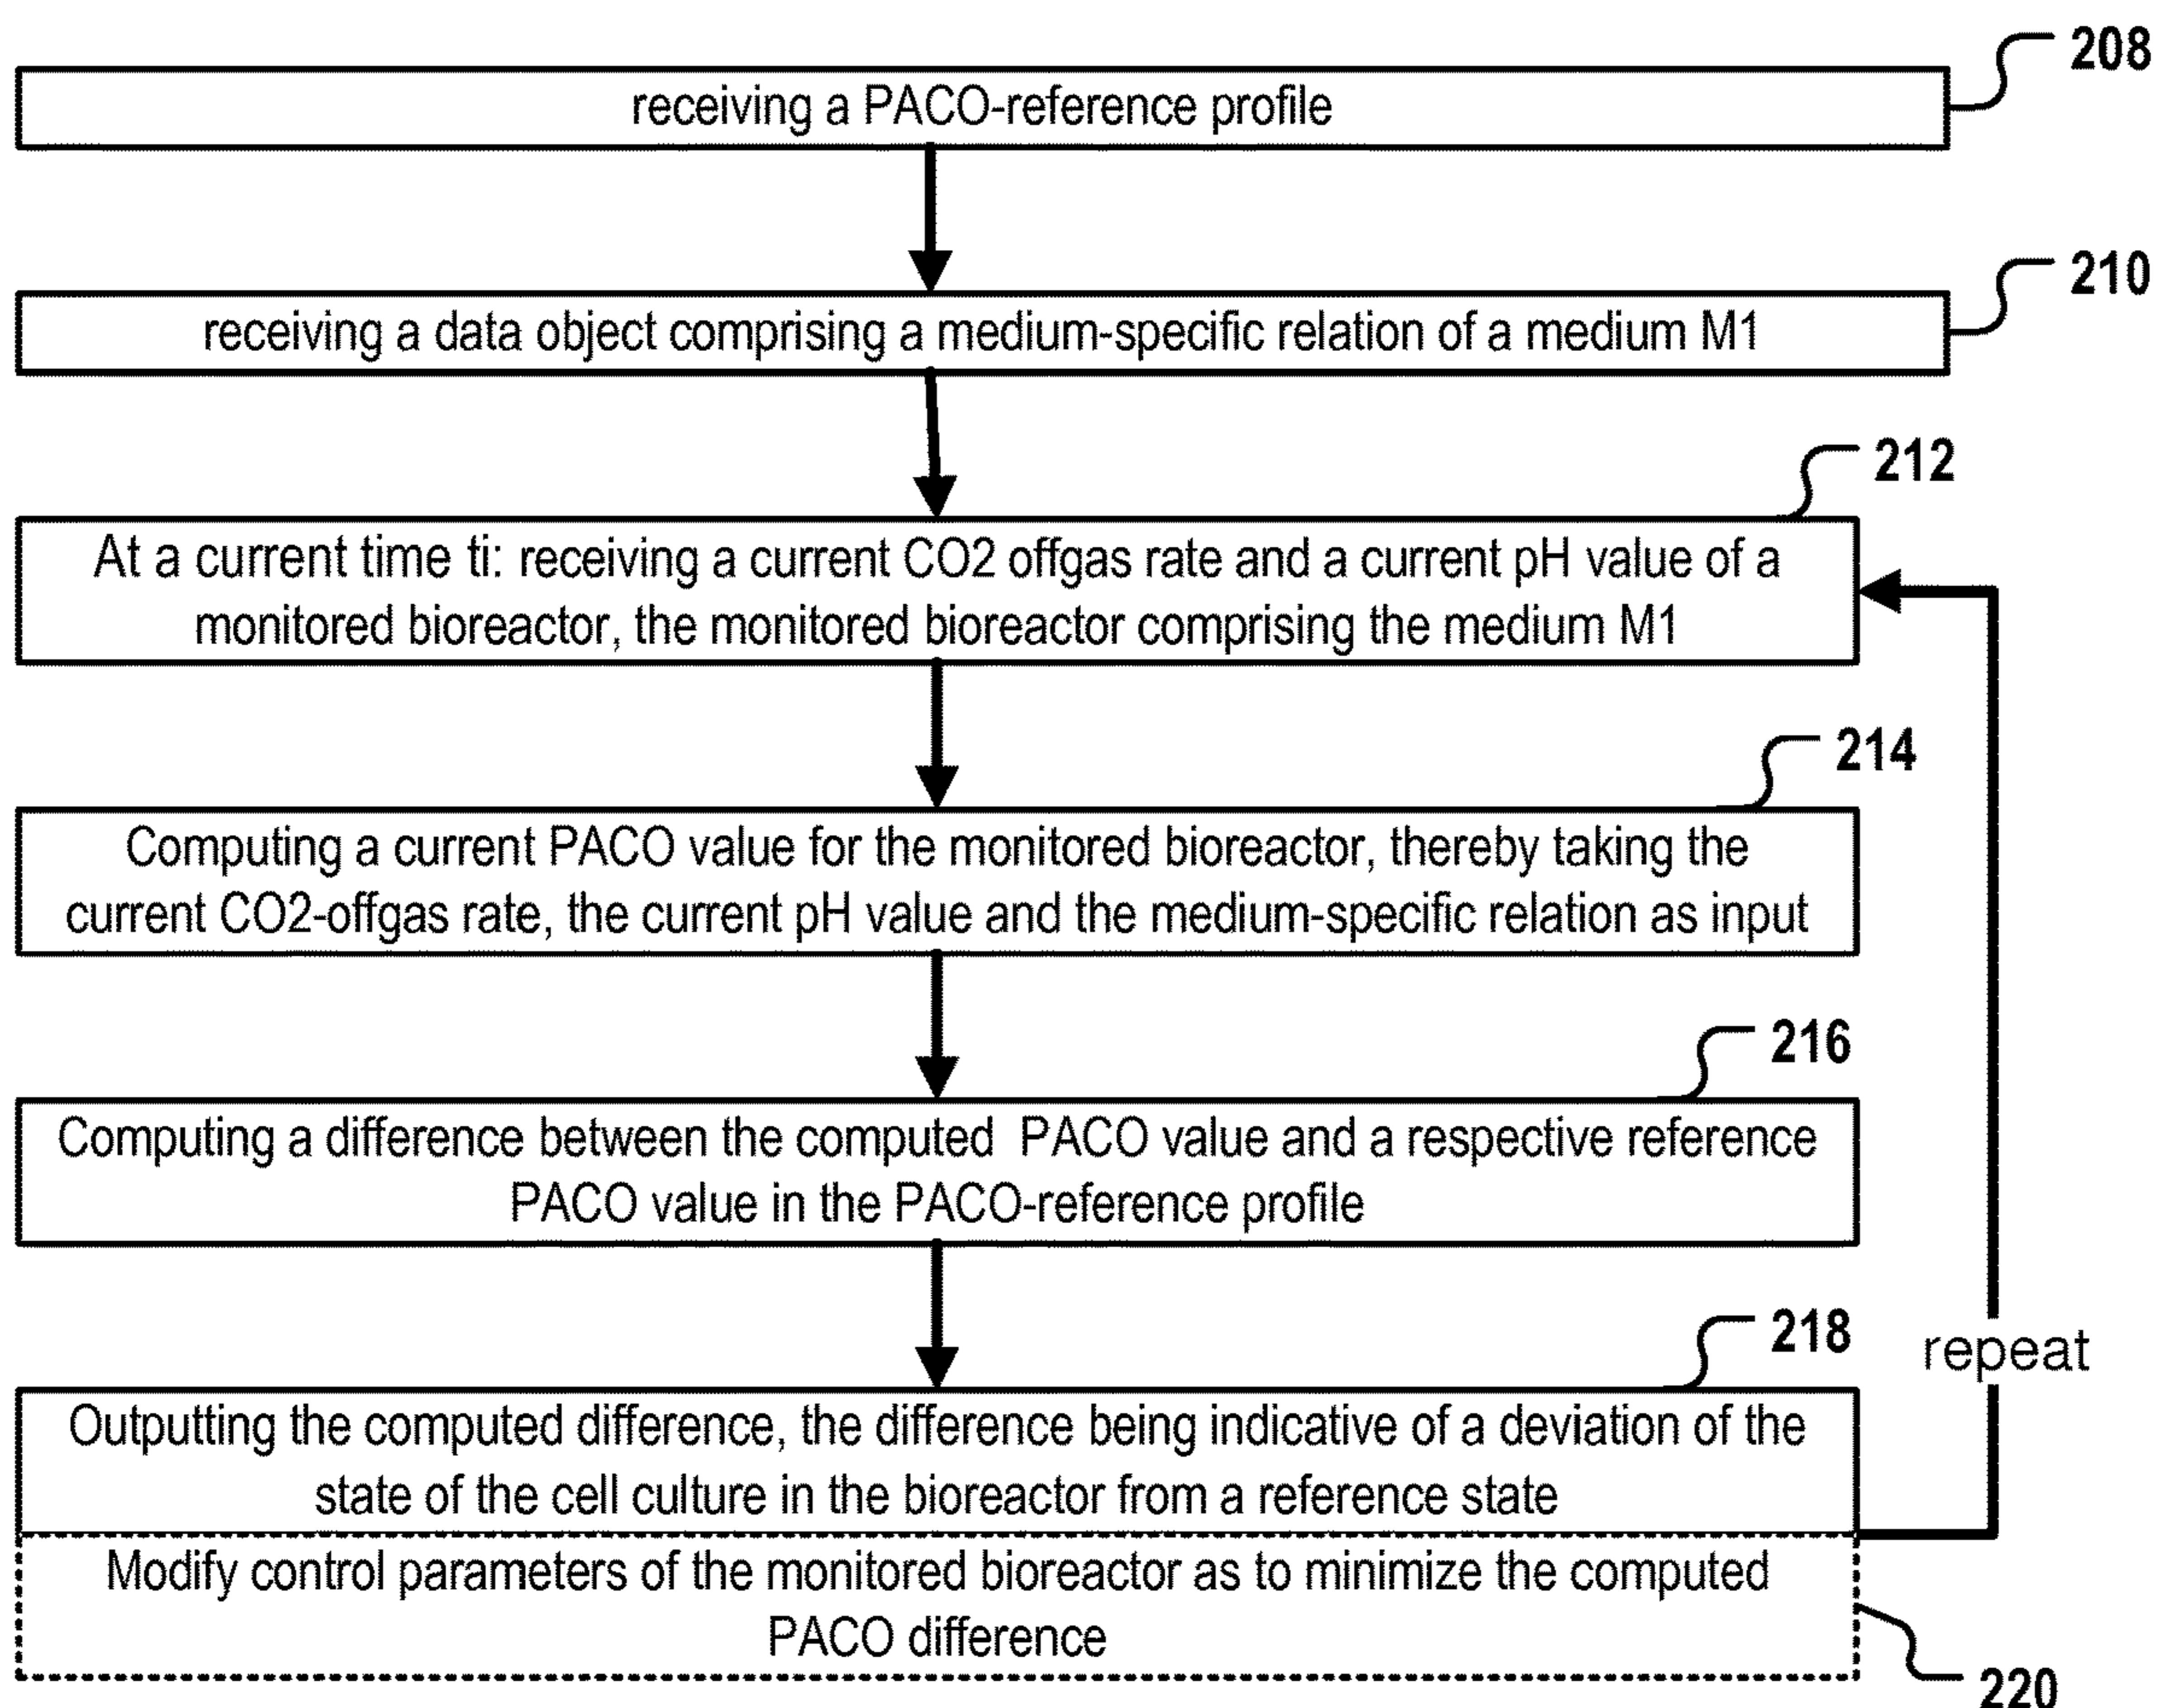 208
receiving a PACO-reference profile
210
receiving a data object comprising a medium-specific relation of a medium M1
212
At a current time ti: receiving a current CO2 offgas rate and a current pH value of a
monitored bioreactor, the monitored bioreactor comprising the medium M1
214
Computing a current PACO value for the monitored bioreactor, thereby taking the
current CO2-offgas rate, the current pH value and the medium-specific relation as input
216
Computing a difference between the computed PACO value and a respective reference
PACO value in the PACO-reference profile
218
repeat
Outputting the computed difference, the difference being indicative of a deviation of the
state of the cell culture in the bioreactor from a reference state
Modify control parameters of the monitored bioreactor as to minimize the computed
PACO difference
220